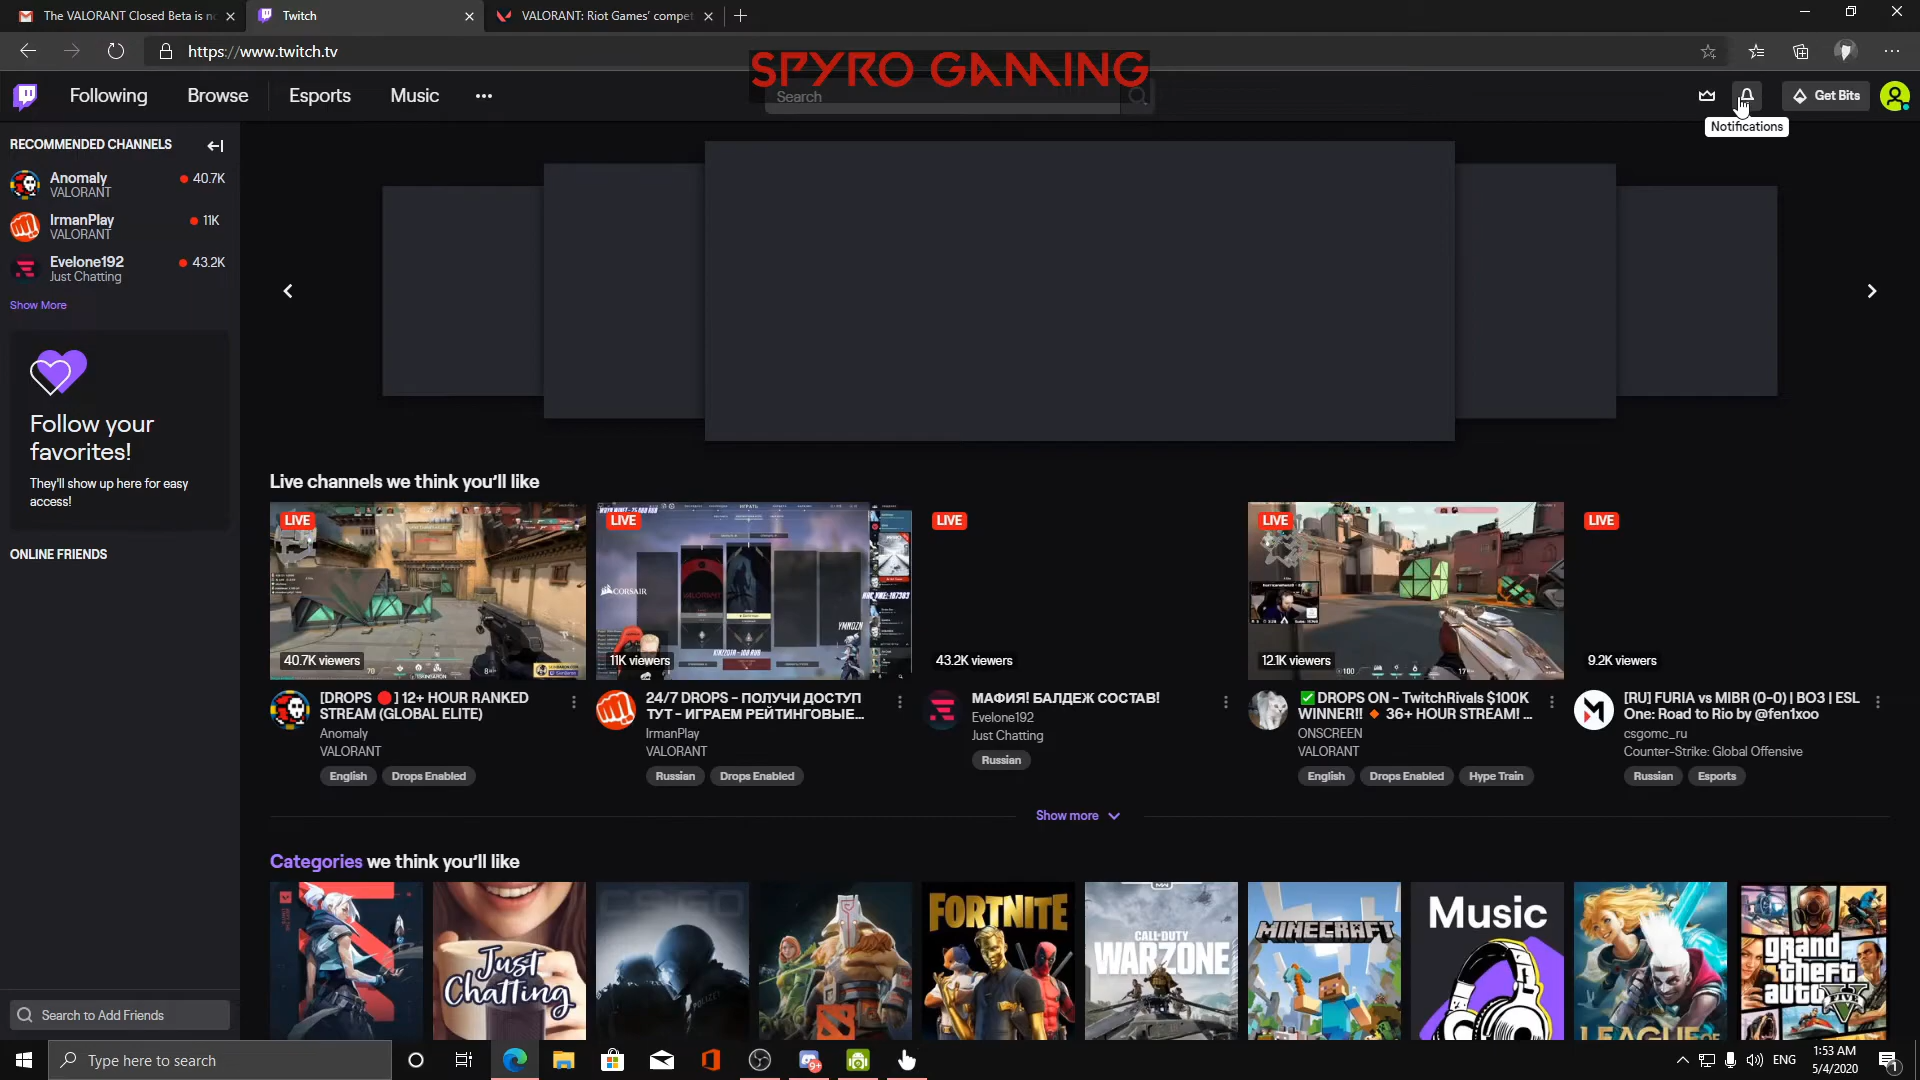 The VALORANT Closed Beta is n
Twitch
VALORANT: Riot Games' compet
https://www.twitch.tv
SPYRO GAMING
Following
Browse
Esports
Music
Search
Get Bits
Notifications
RECOMMENDED CHANNELS
Anomaly
VALORANT
40.7K
IrmanPlay
VALORANT
11K
Evelone192
Just Chatting
43.2K
Show More
Follow your
favorites!
They'll show up here for easy
access!
ONLINE FRIENDS
Search to Add Friends
Live channels we think you'll like
LIVE
40.7K viewers
[DROPS 🔴] 12+ HOUR RANKED
STREAM (GLOBAL ELITE)
Anomaly
VALORANT
English
Drops Enabled
LIVE
CORSAIR
11K viewers
24/7 DROPS - ПОЛУЧИ ДОСТУП
ТУТ - ИГРАЕМ РЕЙТИНГОВЫЕ...
IrmanPlay
VALORANT
Russian
Drops Enabled
LIVE
43.2K viewers
МАФИЯ! БАЛДЕЖ СОСТАВ!
Evelone192
Just Chatting
Russian
LIVE
12.1K viewers
✅DROPS ON - TwitchRivals $100K
WINNER!! 🔸 36+ HOUR STREAM! ...
ONSCREEN
VALORANT
English
Drops Enabled
Hype Train
LIVE
9.2K viewers
[RU] FURIA vs MIBR (0-0) | BO3 | ESL
One: Road to Rio by @fen1xoo
csgomc_ru
Counter-Strike: Global Offensive
Russian
Esports
Show more
Categories we think you'll like
Just
Chatting
CS:GO
FORTNITE
CALL OF DUTY
WARZONE
MINECRAFT
Music
LEAGUE OF
grand
theft
auto
V
Type here to search
ENG
1:53 AM
5/4/2020